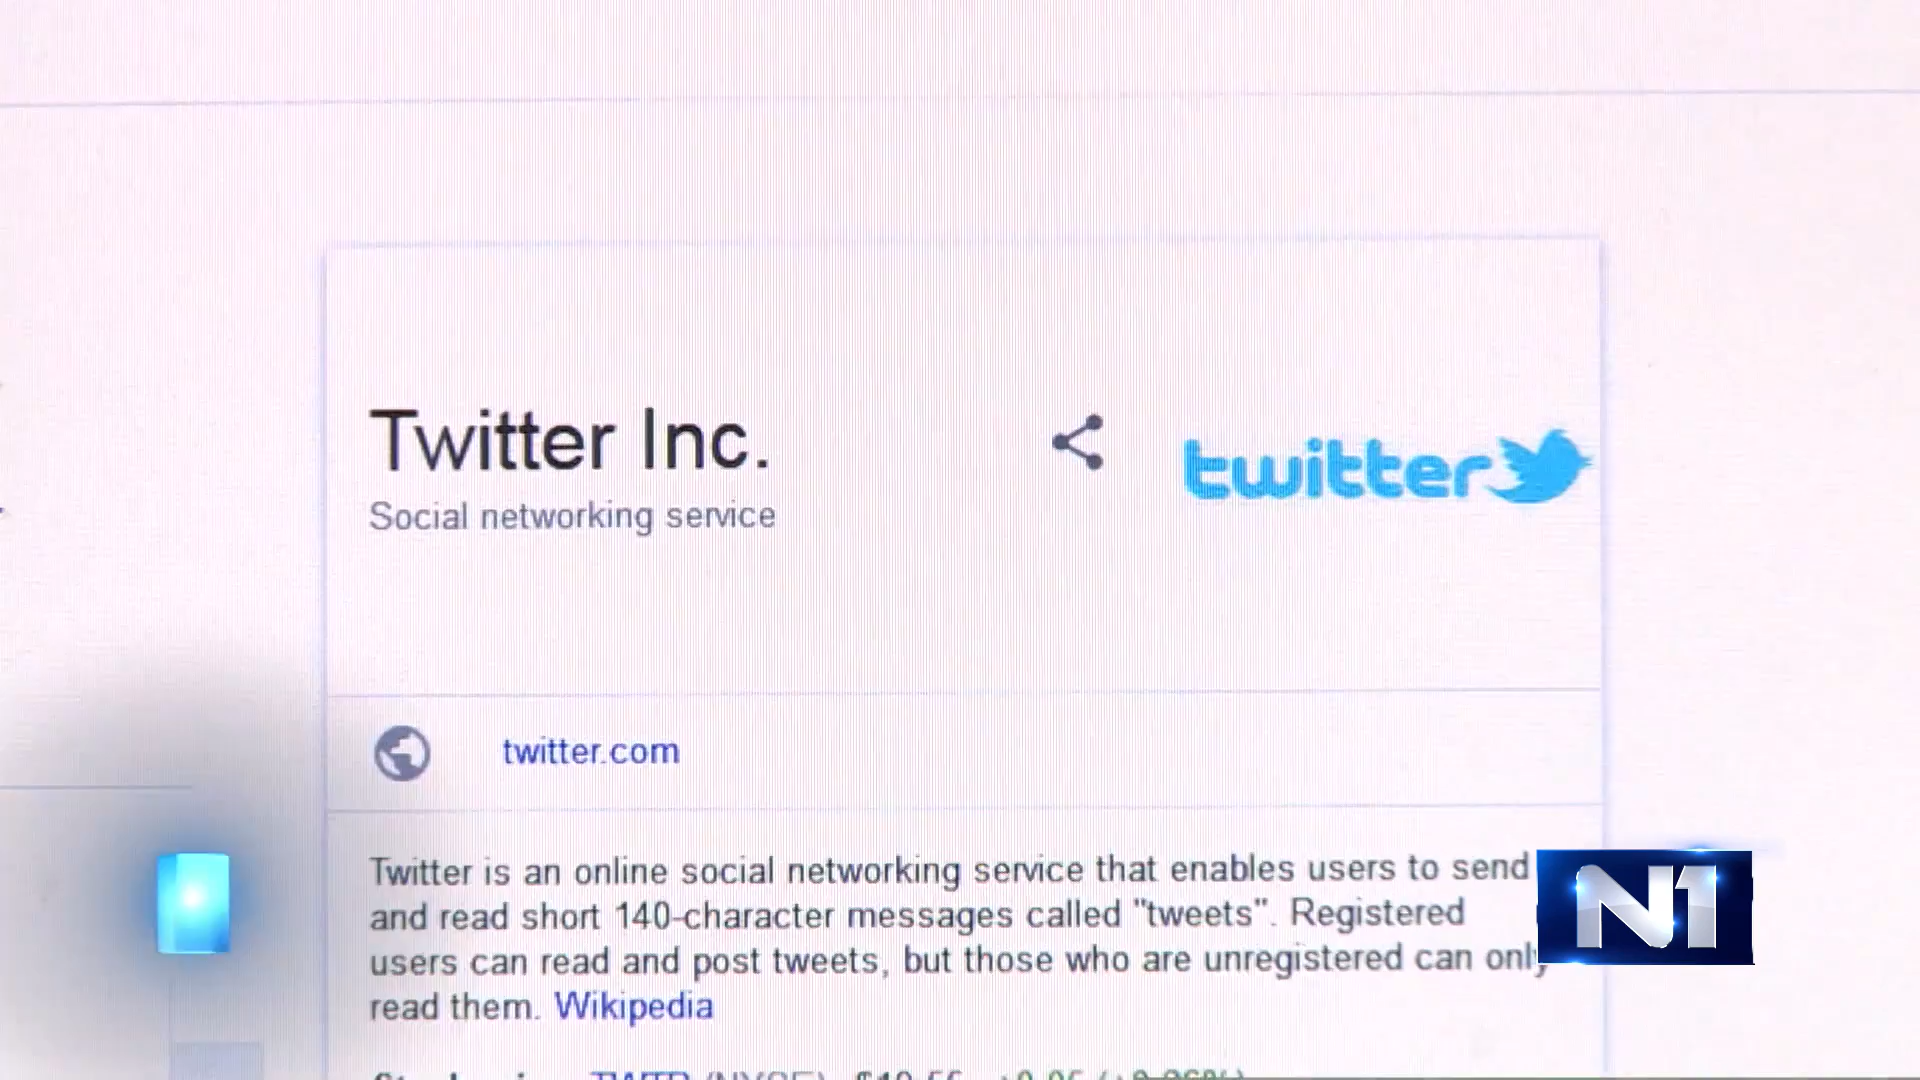 Twitter Inc.
Social networking service
twitter
twitter.com
Twitter is an online social networking service that enables users to send
and read short 140-character messages called "tweets". Registered
users can read and post tweets, but those who are unregistered can only
read them. Wikipedia
N1